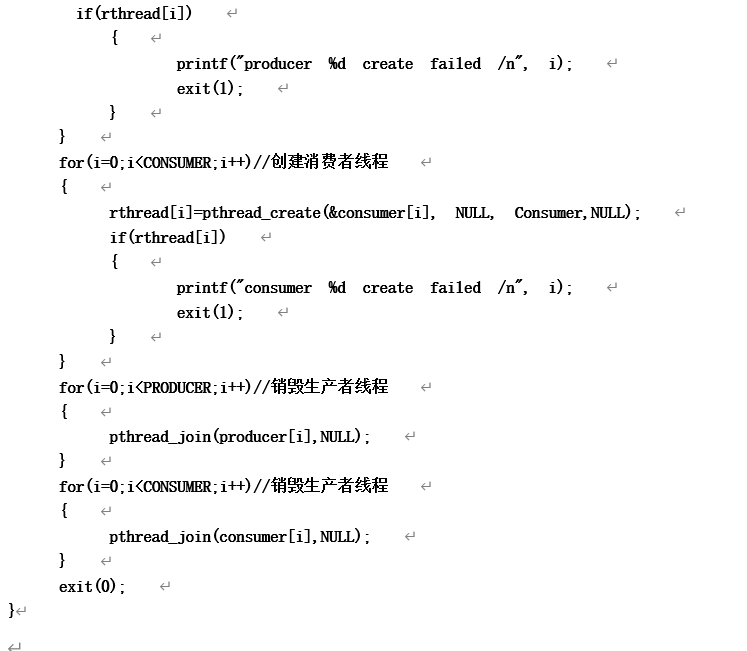 if(rthread[i]) ↵
{ ↵
printf("producer %d create failed /n", i); ↵
exit(1); ↵
} ↵
} ↵
for(i=0;i<CONSUMER;i++)//创建消费者线程 ↵
{ ↵
rthread[i]=pthread_create(&consumer[i], NULL, Consumer,NULL); ↵
if(rthread[i]) ↵
{ ↵
printf("consumer %d create failed /n", i); ↵
exit(1); ↵
} ↵
} ↵
for(i=0;i<PRODUCER;i++)//销毁生产者线程 ↵
{ ↵
pthread_join(producer[i],NULL); ↵
} ↵
for(i=0;i<CONSUMER;i++)//销毁生产者线程 ↵
{ ↵
pthread_join(consumer[i],NULL); ↵
} ↵
exit(0); ↵
}↵
↵